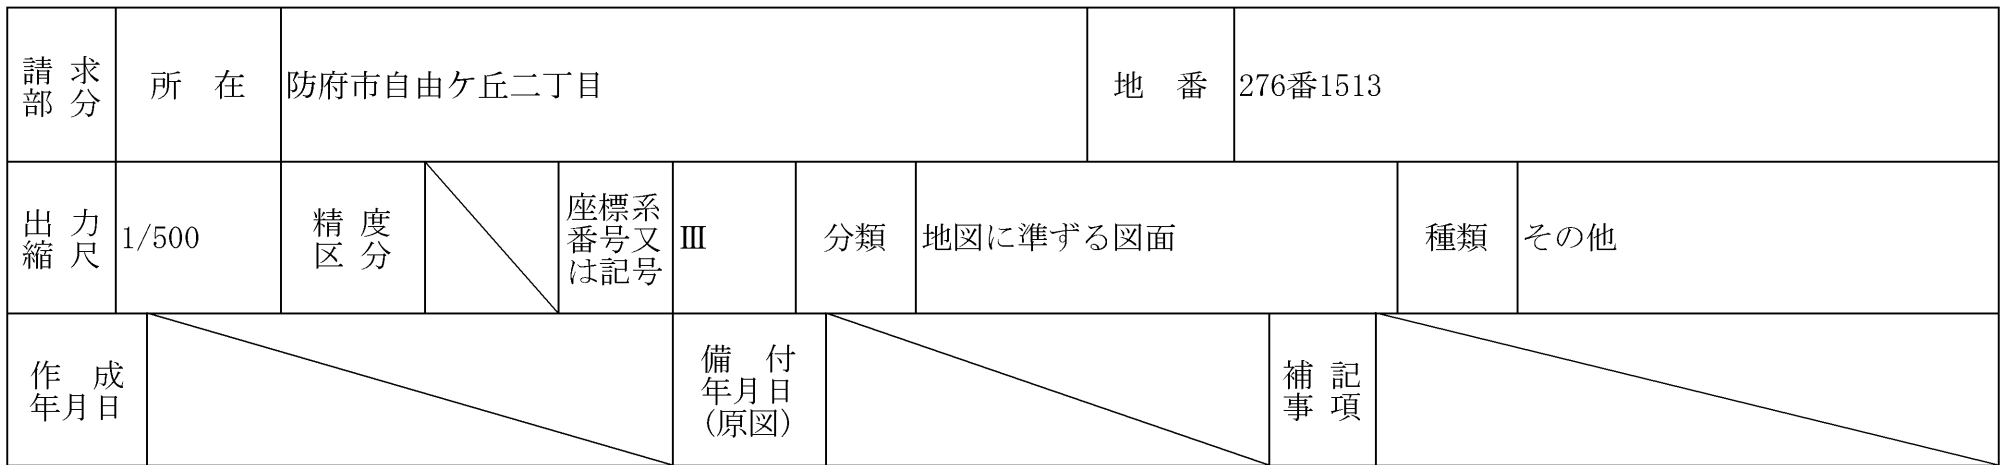 請求
部分
所在
防府市自由ケ丘二丁目
地番
276番1513
出力
縮尺
1/500
精度
区分
座標系
番号又
は記号
Ⅲ
分類
地図に準ずる図面
種類
その他
作成
年月日
備付
年月日
(原図)
補記
事項